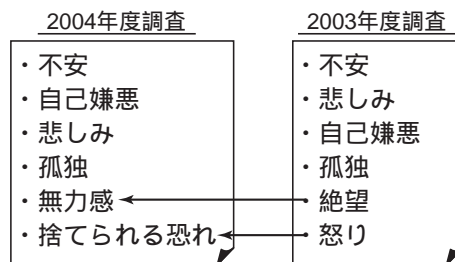 2004年度調査
・不安
・自己嫌悪
・悲しみ
・孤独
・無力感
・捨てられる恐れ
2003年度調査
・不安
・悲しみ
・自己嫌悪
・孤独
・絶望
・怒り